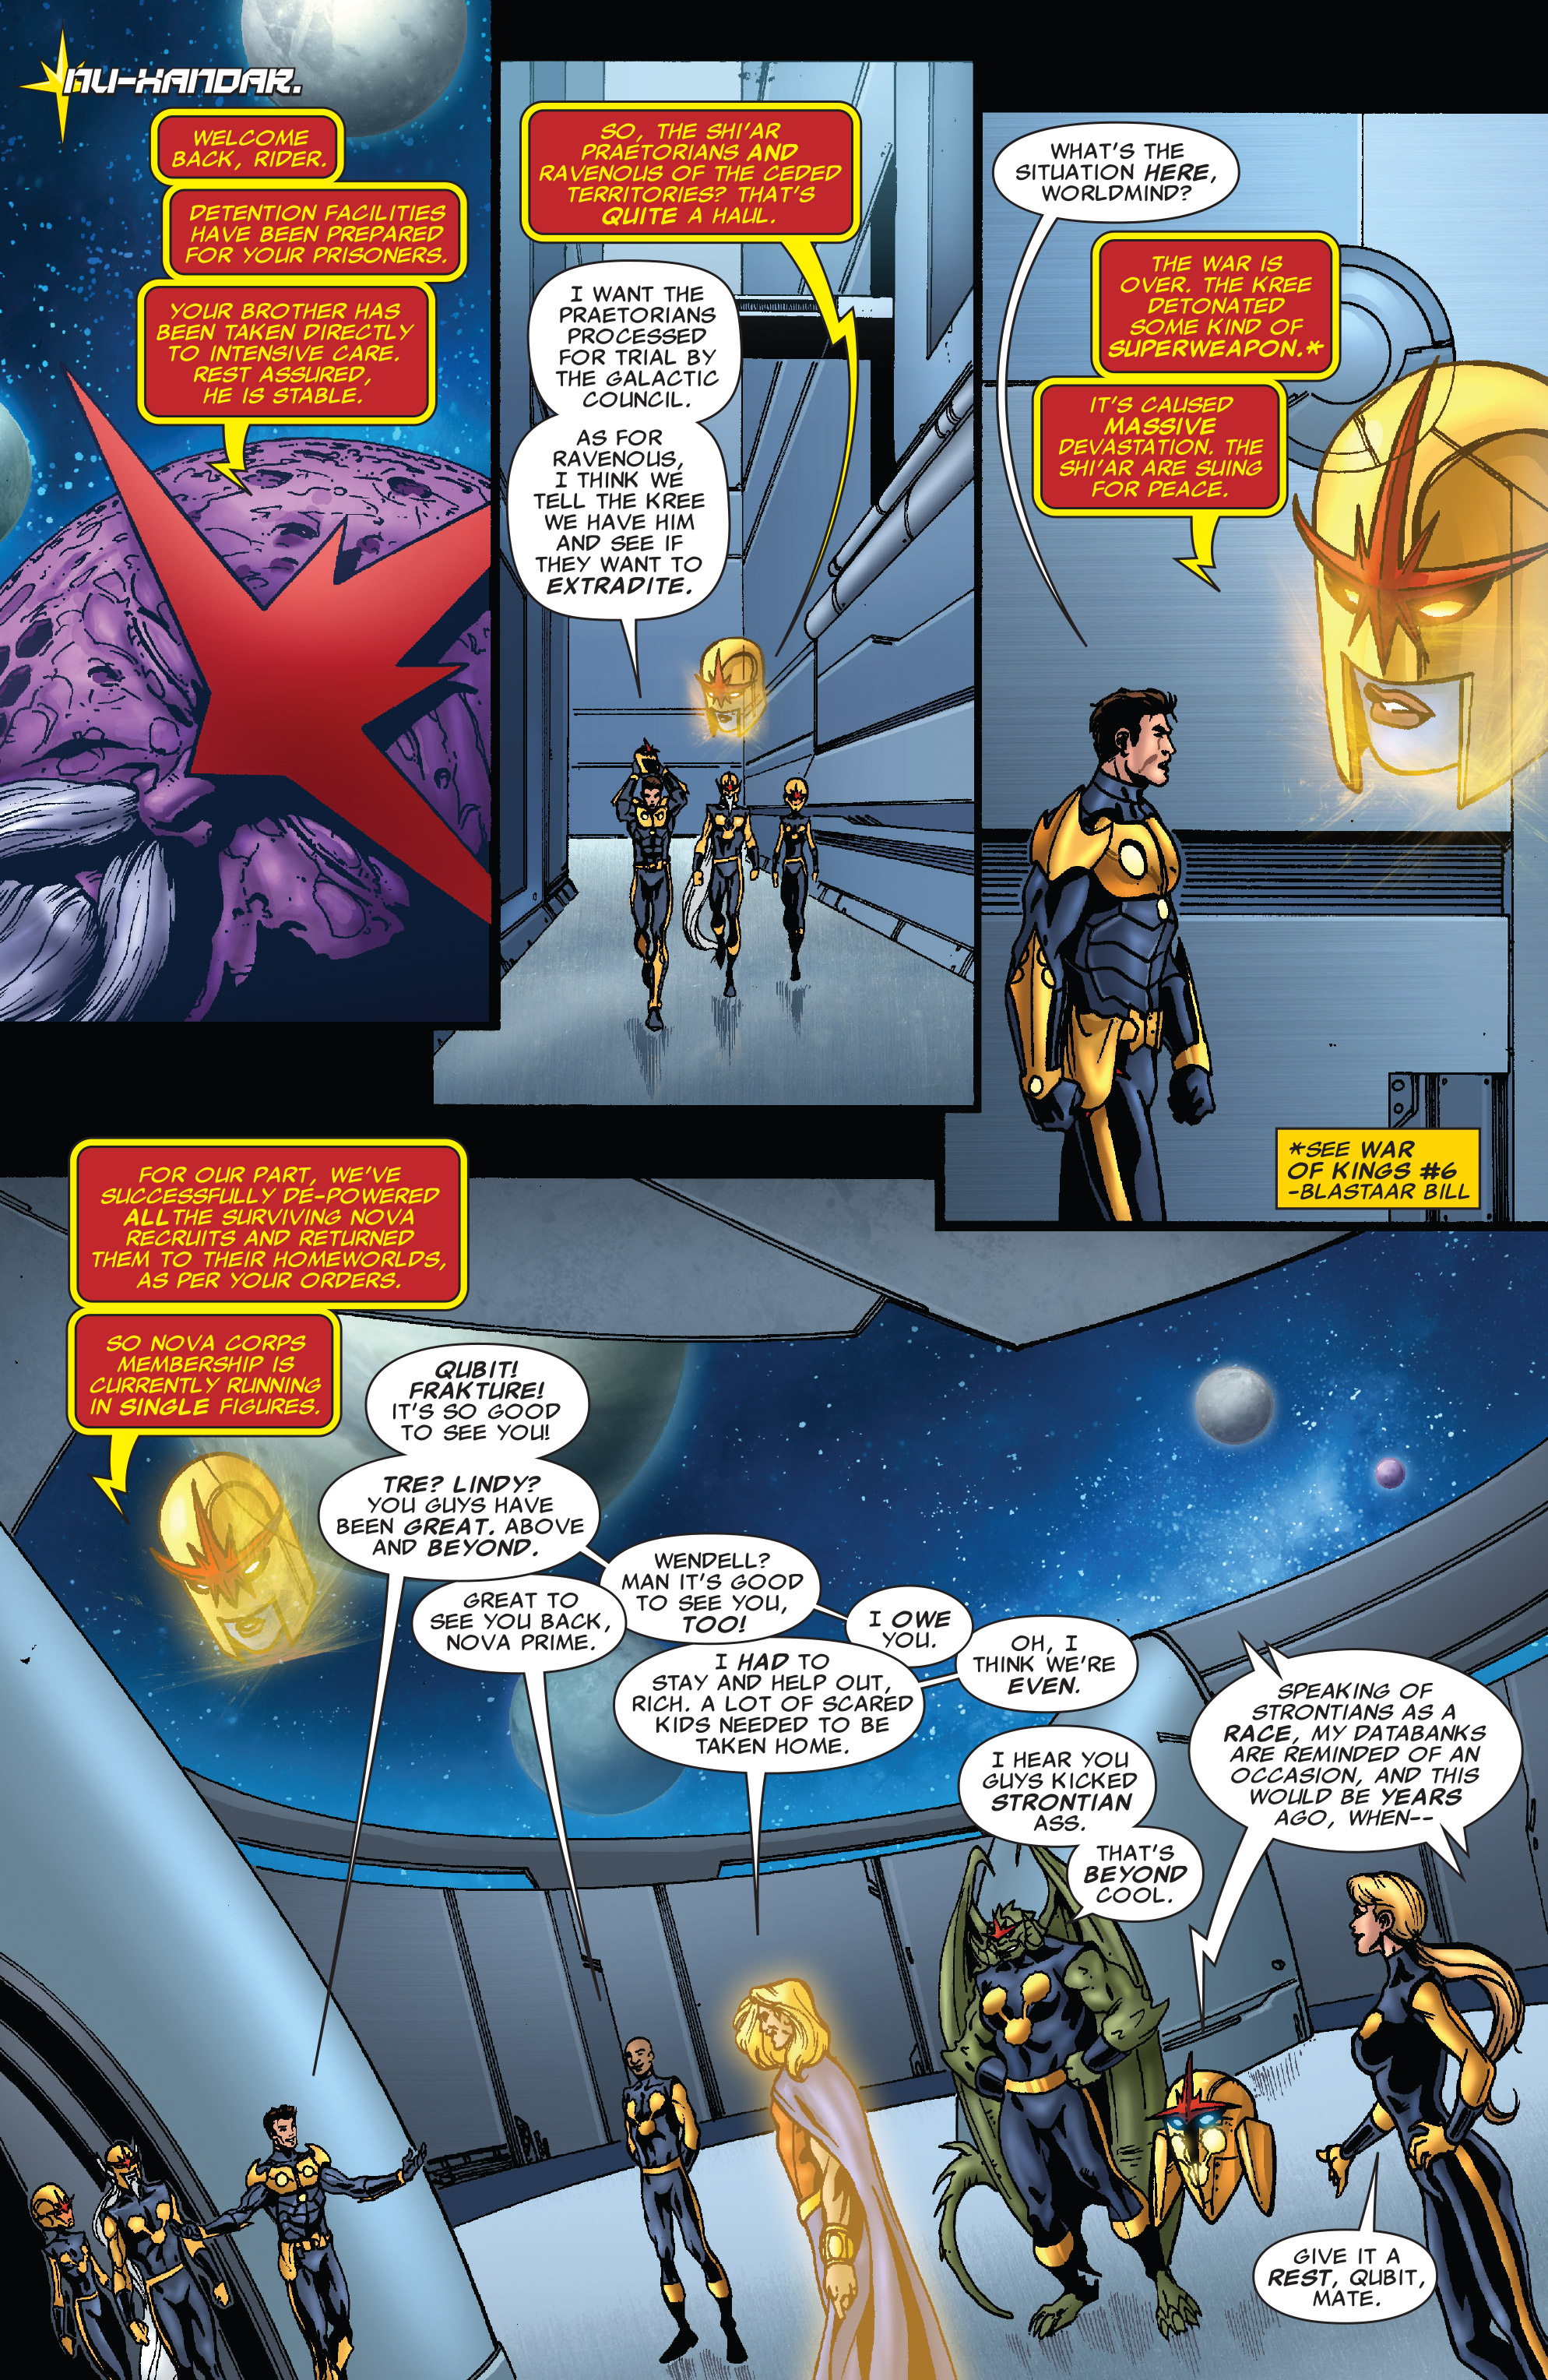 NU-XANDAR.
WELCOME
BACK, RIDER.
DETENTION FACILITIES
HAVE BEEN PREPARED
FOR YOUR PRISONERS.
YOUR BROTHER HAS
BEEN TAKEN DIRECTLY
TO INTENSIVE CARE.
REST ASSURED,
HE IS STABLE.
SO, THE SHI'AR
PRAETORIANS AND
RAVENOUS OF THE CEDED
TERRITORIES? THAT'S
QUITE A HAUL.
I WANT THE
PRAETORIANS
PROCESSED
FOR TRIAL BY
THE GALACTIC
COUNCIL.
AS FOR
RAVENOUS,
I THINK WE
TELL THE KREE
WE HAVE HIM
AND SEE IF
THEY WANT TO
EXTRADITE.
WHAT'S THE
SITUATION HERE,
WORLDMIND?
THE WAR IS
OVER. THE KREE
DETONATED
SOME KIND OF
SUPERWEAPON.*
IT'S CAUSED
MASSIVE
DEVASTATION. THE
SHI'AR ARE SUING
FOR PEACE.
*SEE WAR
OF KINGS #6
-BLASTAAR BILL
FOR OUR PART, WE'VE
SUCCESSFULLY DE-POWERED
ALL THE SURVIVING NOVA
RECRUITS AND RETURNED
THEM TO THEIR HOMEWORLDS,
AS PER YOUR ORDERS.
SO NOVA CORPS
MEMBERSHIP IS
CURRENTLY RUNNING
IN SINGLE FIGURES.
QUBIT!
FRAKTURE!
IT'S SO GOOD
TO SEE YOU!
TRE? LINDY?
YOU GUYS HAVE
BEEN GREAT. ABOVE
AND BEYOND.
GREAT TO
SEE YOU BACK,
NOVA PRIME.
WENDELL?
MAN IT'S GOOD
TO SEE YOU,
TOO!
I HAD TO
STAY AND HELP OUT,
RICH. A LOT OF SCARED
KIDS NEEDED TO BE
TAKEN HOME.
I OWE
YOU.
OH, I
THINK WE'RE
EVEN.
I HEAR YOU
GUYS KICKED
STRONTIAN
ASS.
THAT'S
BEYOND
COOL.
SPEAKING OF
STRONTIANS AS A
RACE, MY DATABANKS
ARE REMINDED OF AN
OCCASION, AND THIS
WOULD BE YEARS
AGO, WHEN--
GIVE IT A
REST, QUBIT,
MATE.